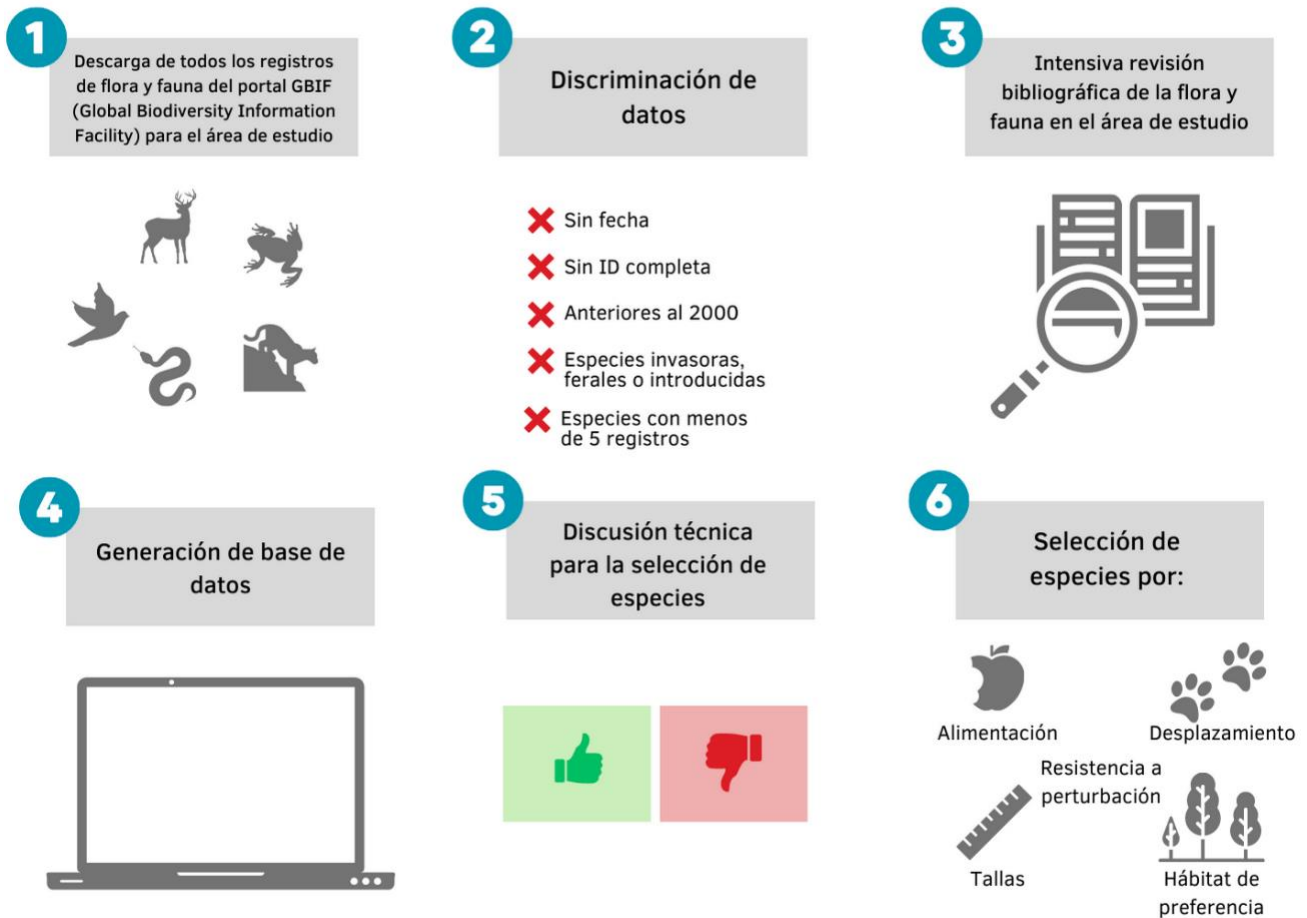 1
Descarga de todos los registros
de flora y fauna del portal GBIF
(Global Biodiversity Information
Facility) para el área de estudio
2
Discriminación de
datos
Sin fecha
Sin ID completa
Anteriores al 2000
Especies invasoras,
ferales o introducidas
Especies con menos
de 5 registros
3
Intensiva revisión
bibliográfica de la flora y
fauna en el área de estudio
4
Generación de base de
datos
5
Discusión técnica
para la selección de
especies
6
Selección de
especies por:
Alimentación
Desplazamiento
Resistencia a
perturbación
Tallas
Hábitat de
preferencia